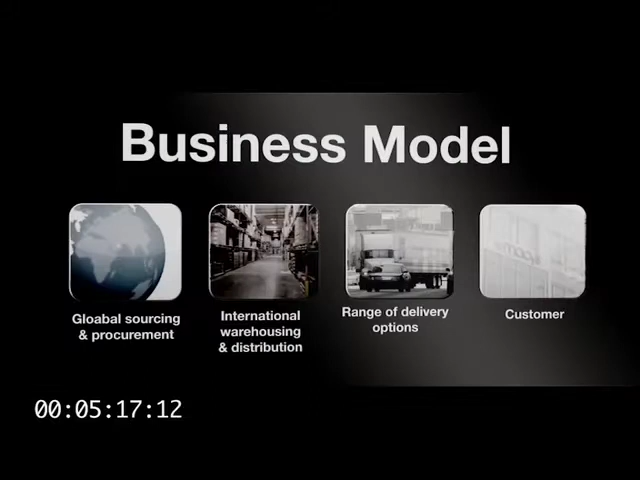 Business Model
Gloabal sourcing
& procurement
International
warehousing
& distribution
Range of delivery
options
Customer
00:05:17:12